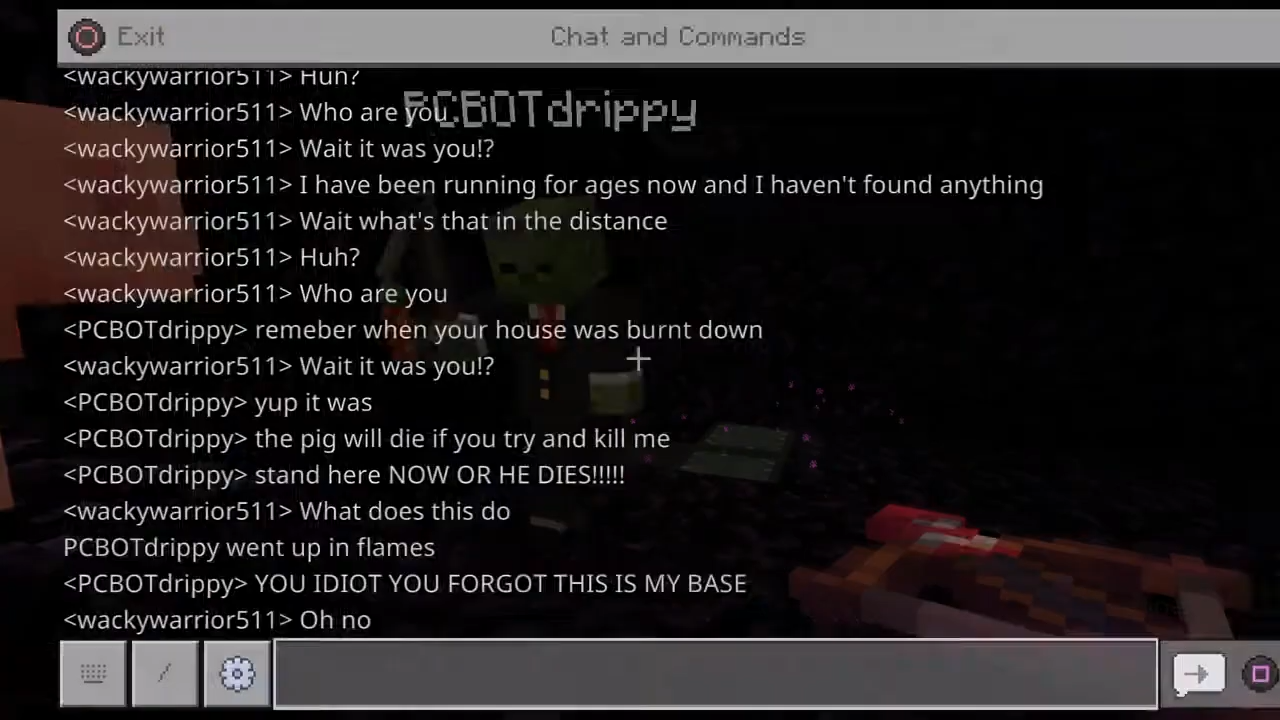 Exit
Chat and Commands
<wackywarrior511> Huh?
PCBOTdrippy
<wackywarrior511> Who are you
<wackywarrior511> Wait it was you!?
<wackywarrior511> I have been running for ages now and I haven't found anything
<wackywarrior511> Wait what's that in the distance
<wackywarrior511> Huh?
<wackywarrior511> Who are you
<PCBOTdrippy> remeber when your house was burnt down
<wackywarrior511> Wait it was you!?
<PCBOTdrippy> yup it was
<PCBOTdrippy> the pig will die if you try and kill me
<PCBOTdrippy> stand here NOW OR HE DIES!!!!!
<wackywarrior511> What does this do
PCBOTdrippy went up in flames
<PCBOTdrippy> YOU IDIOT YOU FORGOT THIS IS MY BASE
<wackywarrior511> Oh no
/